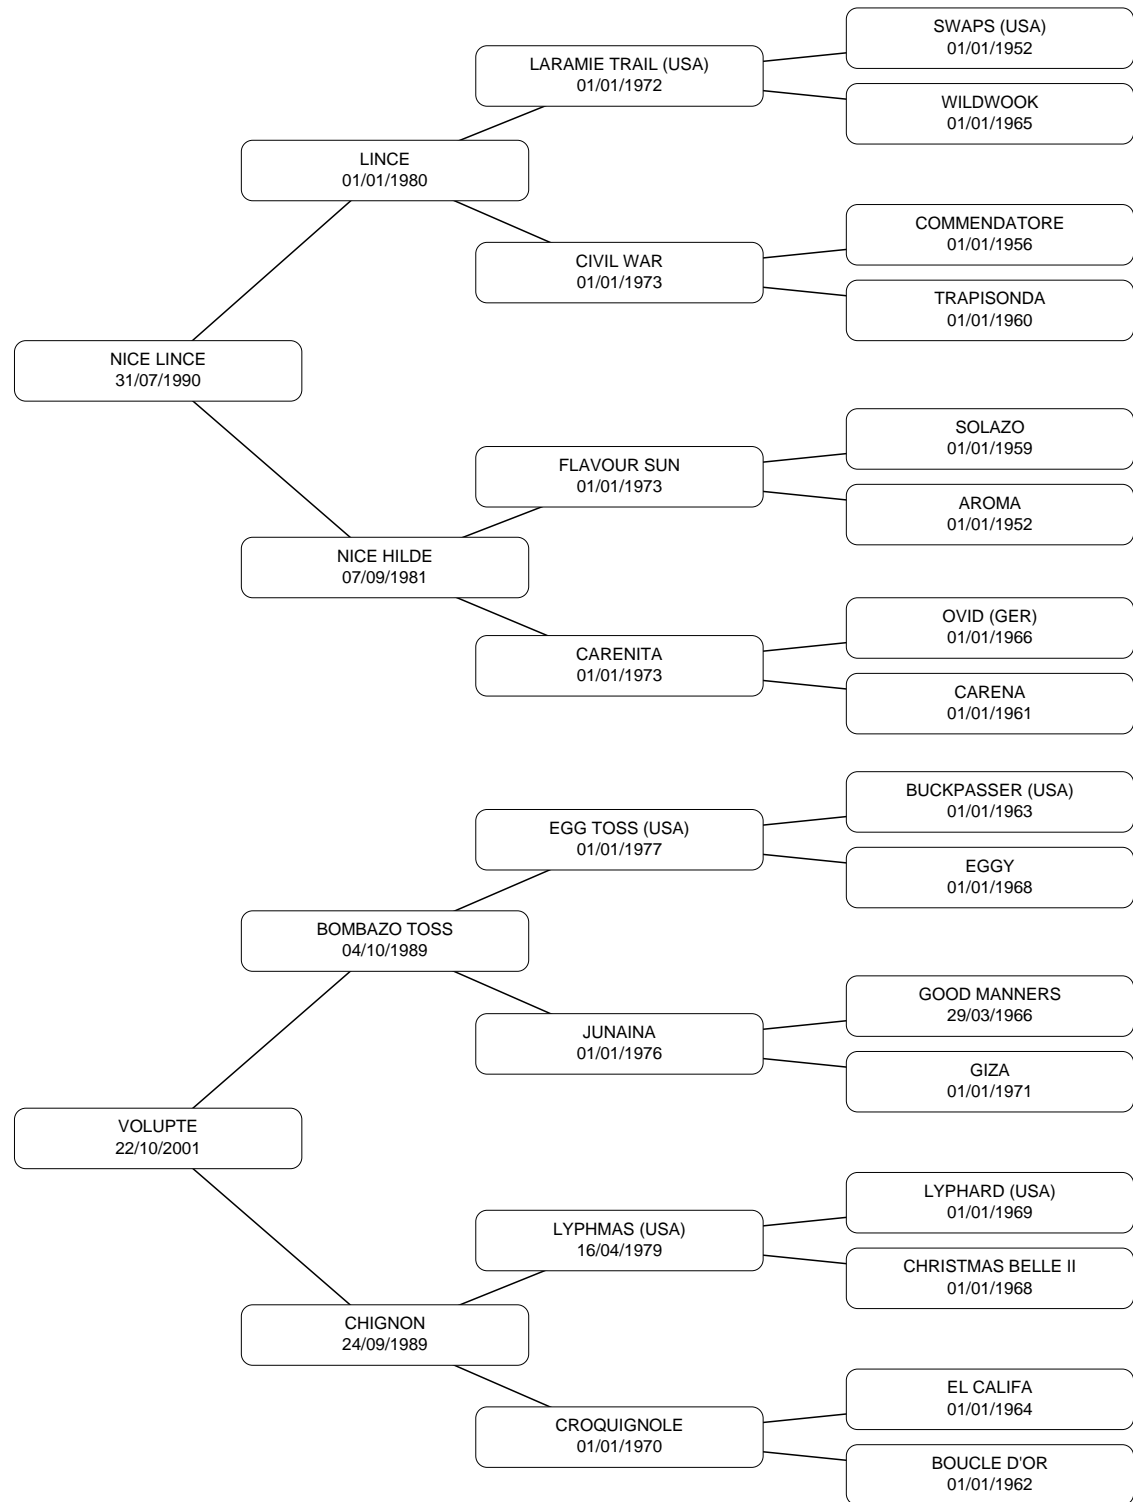 SWAPS (USA)
01/01/1952
LARAMIE TRAIL (USA)
01/01/1972
WILDWOOK
01/01/1965
LINCE
01/01/1980
COMMENDATORE
01/01/1956
CIVIL WAR
01/01/1973
TRAPISONDA
01/01/1960
NICE LINCE
31/07/1990
SOLAZO
01/01/1959
FLAVOUR SUN
01/01/1973
AROMA
01/01/1952
NICE HILDE
07/09/1981
OVID (GER)
01/01/1966
CARENITA
01/01/1973
CARENA
01/01/1961
BUCKPASSER (USA)
01/01/1963
EGG TOSS (USA)
01/01/1977
EGGY
01/01/1968
BOMBAZO TOSS
04/10/1989
GOOD MANNERS
29/03/1966
JUNAINA
01/01/1976
GIZA
01/01/1971
VOLUPTE
22/10/2001
LYPHARD (USA)
01/01/1969
LYPHMAS (USA)
16/04/1979
CHRISTMAS BELLE II
01/01/1968
CHIGNON
24/09/1989
EL CALIFA
01/01/1964
CROQUIGNOLE
01/01/1970
BOUCLE D'OR
01/01/1962